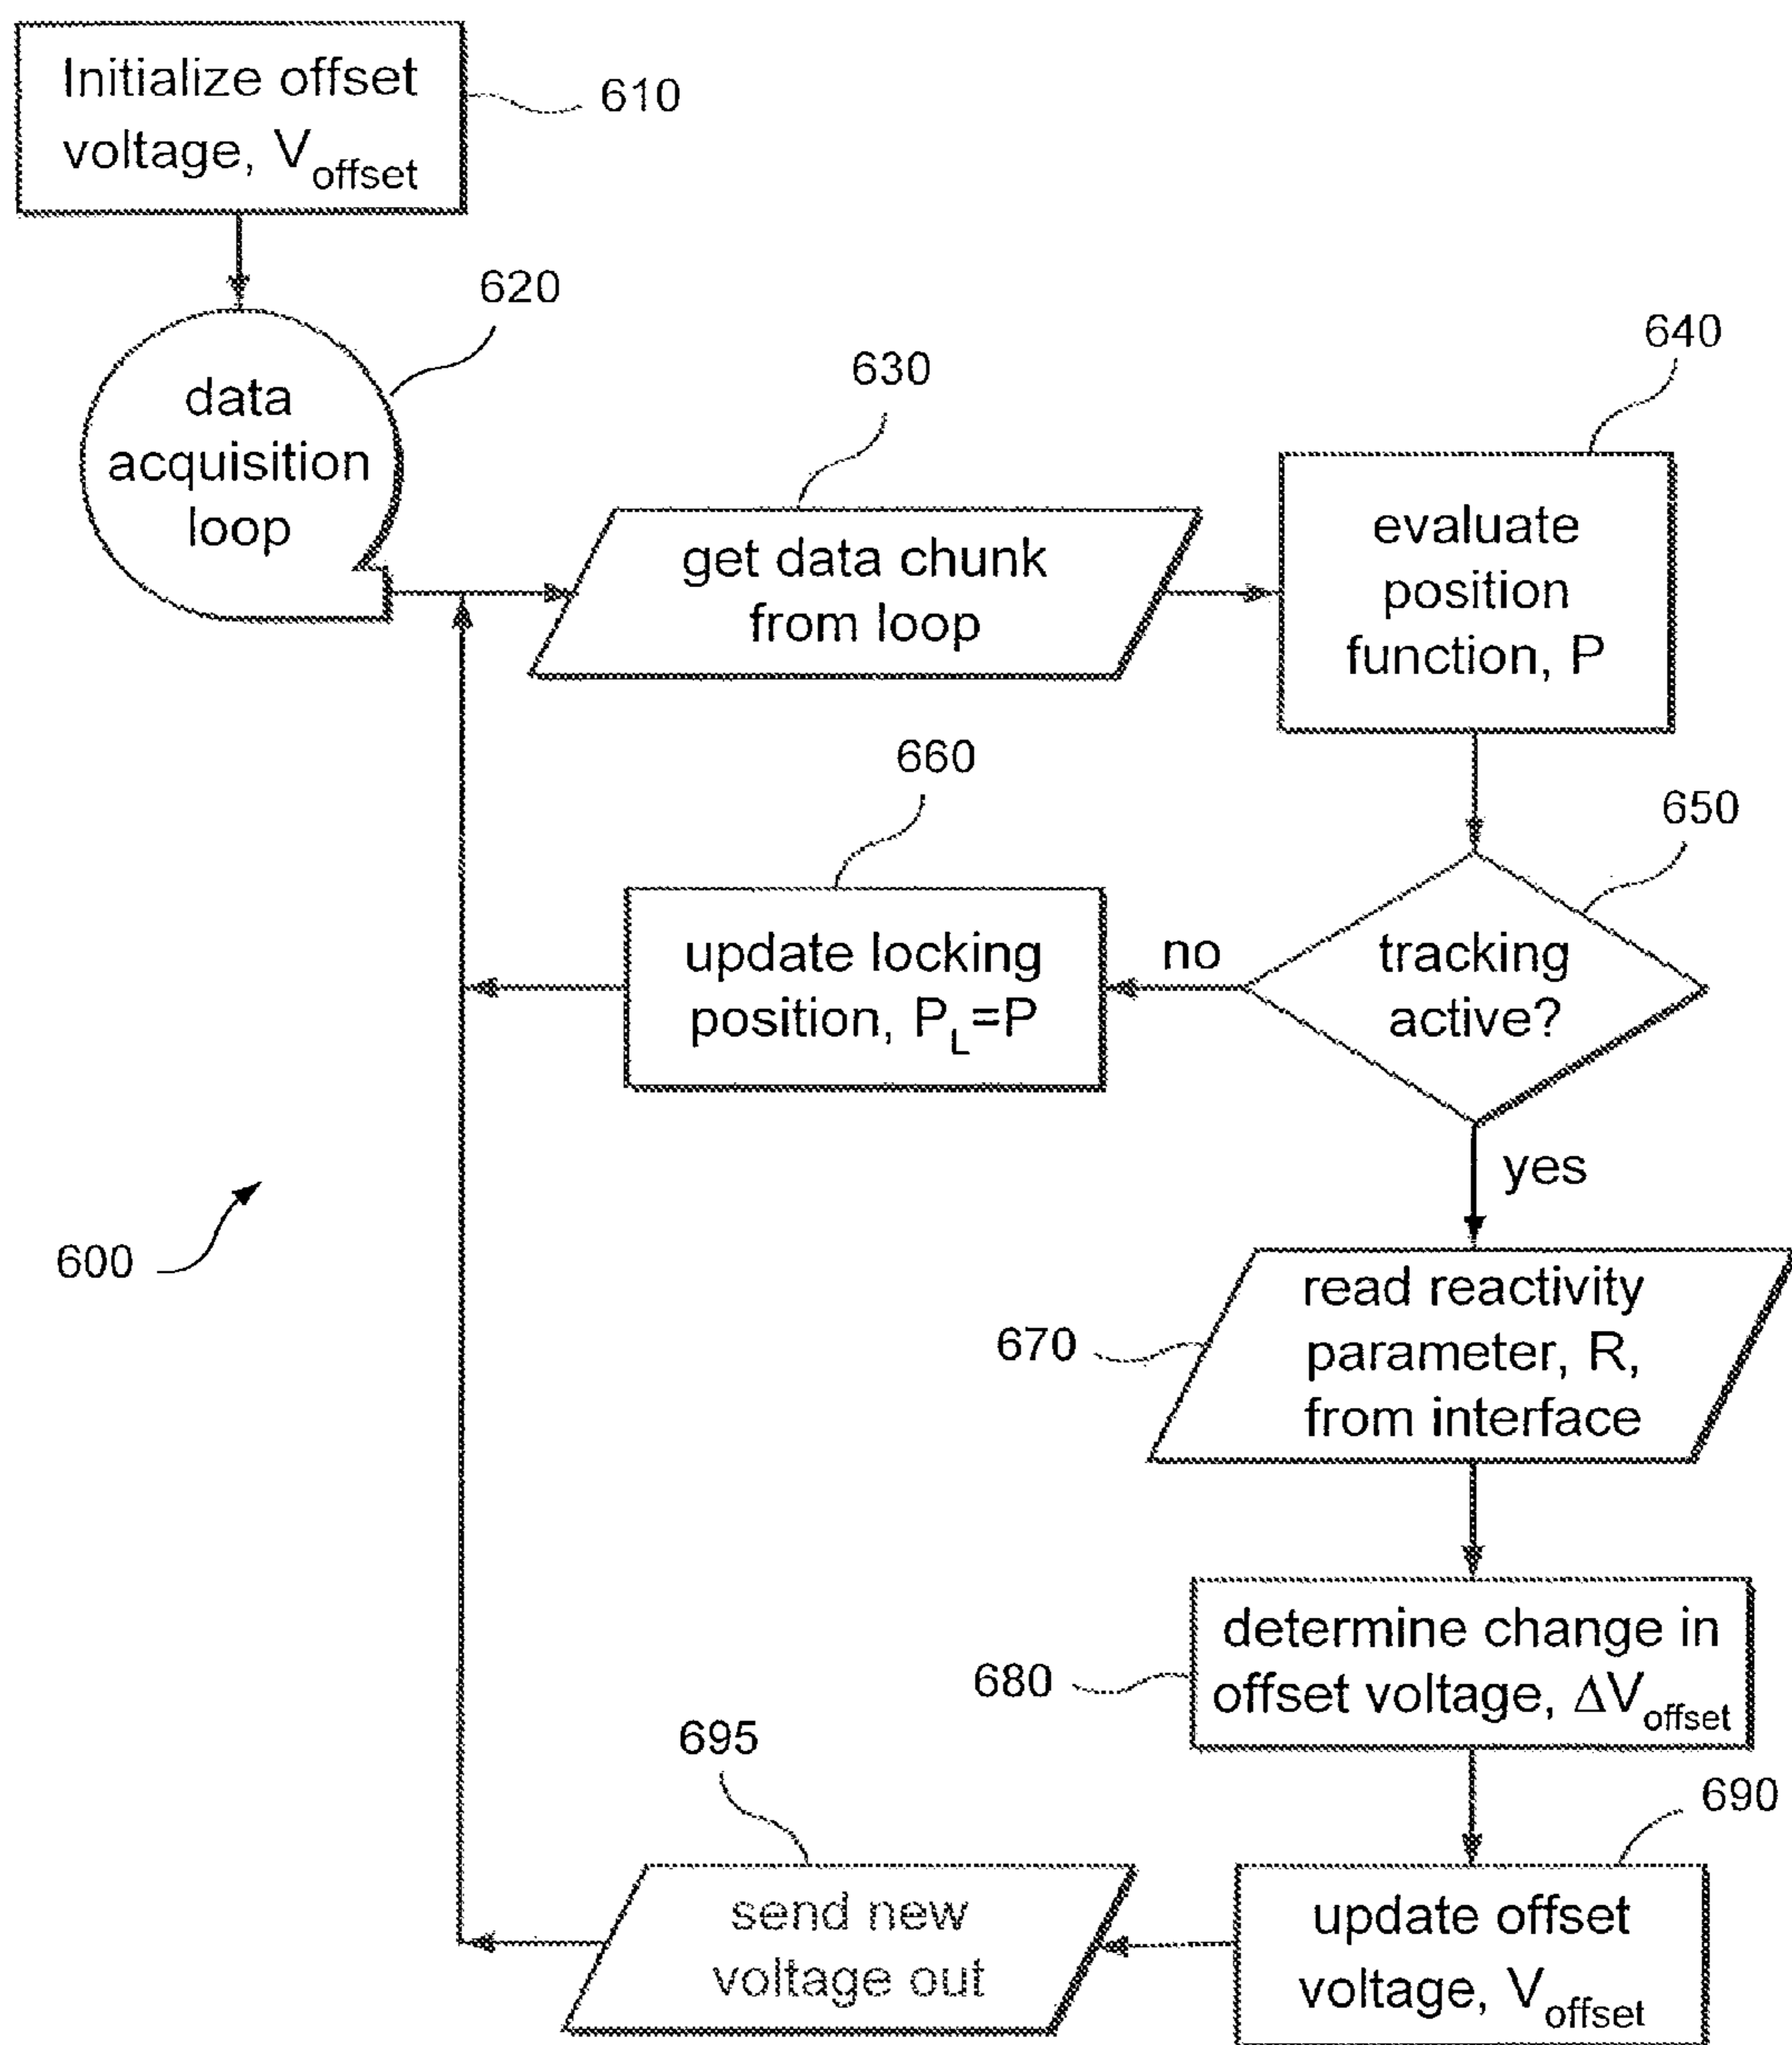 Initialize offset
voltage, Voffset
610
620
data
acquisition
loop
630
get data chunk
from loop
640
evaluate
position
function, P
650
tracking
active?
no
660
update locking
position, PL=P
yes
600
670
read reactivity
parameter, R,
from interface
680
determine change in
offset voltage, ΔVoffset
690
update offset
voltage, Voffset
695
send new
voltage out